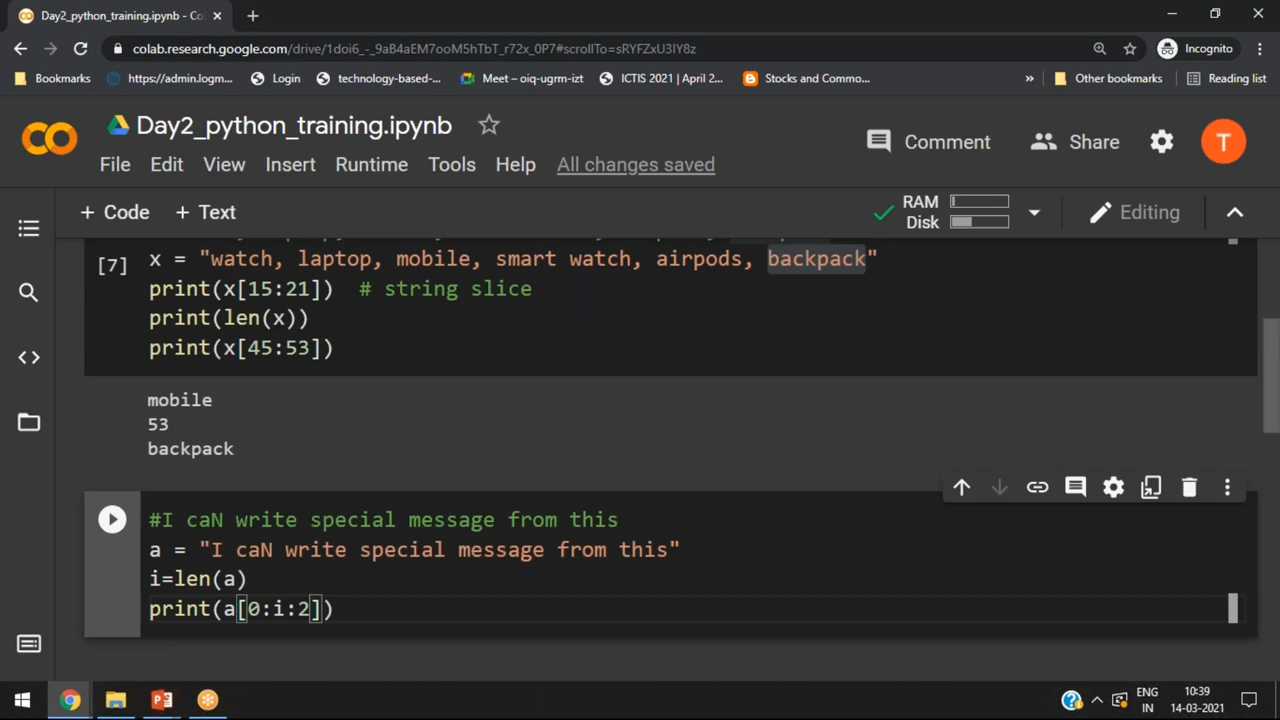 Day2_python_training.ipynb - Co
colab.research.google.com/drive/1doi6_-_9aB4aEM7ooM5hTbT_r72x_0P7#scrollTo=sRYFZxU3IY8z
Incognito
Bookmarks
https://admin.logm...
Login
technology-based-...
Meet – oiq-ugrm-izt
ICTIS 2021 | April 2...
Stocks and Commo...
»
Other bookmarks
Reading list
Day2_python_training.ipynb
Comment
Share
T
File Edit View Insert Runtime Tools Help All changes saved
+ Code + Text
RAM
Disk
Editing
[7]
x = "watch, laptop, mobile, smart watch, airpods, backpack"
print(x[15:21])  # string slice
print(len(x))
print(x[45:53])
mobile
53
backpack
#I caN write special message from this
a = "I caN write special message from this"
i=len(a)
print(a[0:i:2])
ENG
IN
10:39
14-03-2021